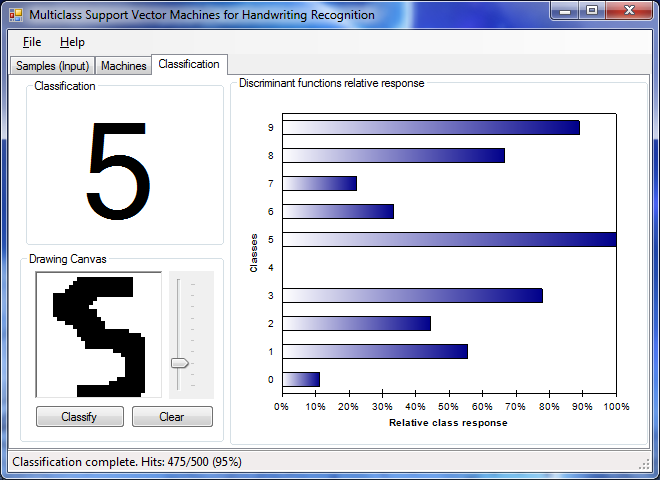 Multiclass Support Vector Machines for Handwriting Recognition
File Help
Samples (Input) Machines Classification
Classification
5
Drawing Canvas
5
Classify Clear
Discriminant functions relative response
9
8
7
6
5
4
3
2
1
0
Classes
0% 10% 20% 30% 40% 50% 60% 70% 80% 90% 100%
Relative class response
Classification complete. Hits: 475/500 (95%)